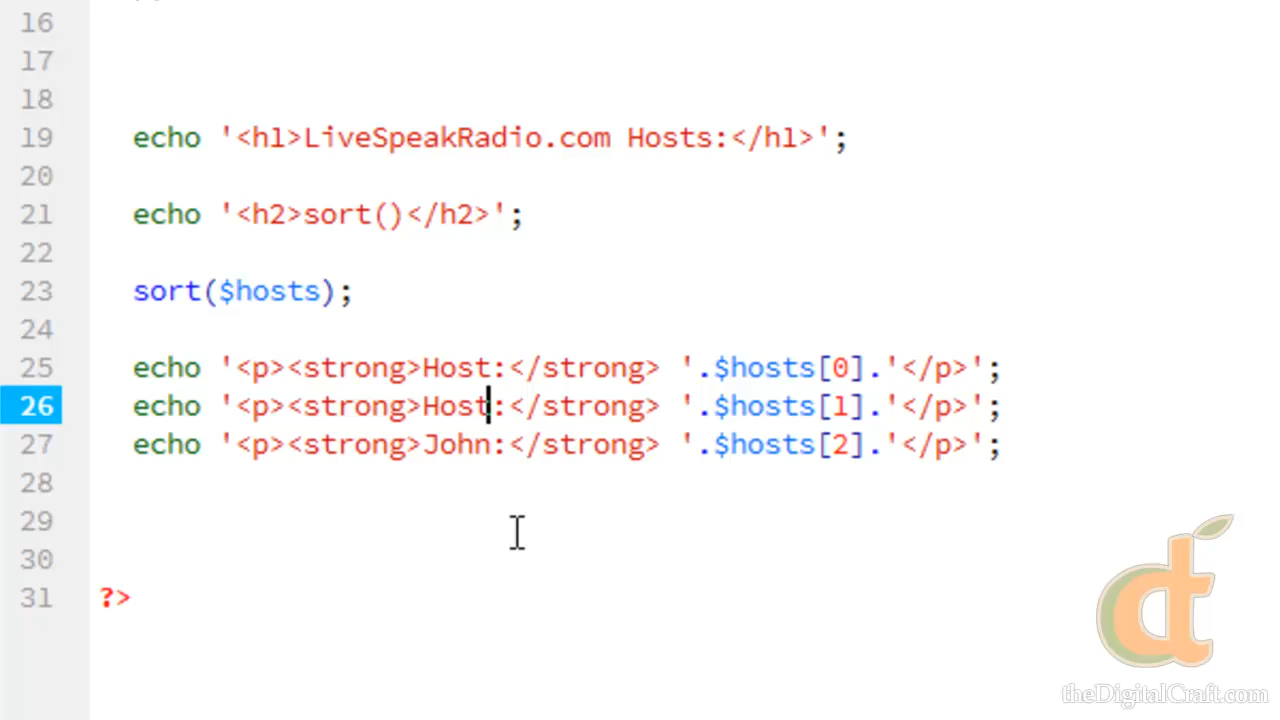 16
17
18
19 echo '<h1>LiveSpeakRadio.com Hosts:</h1>';
20
21 echo '<h2>sort()</h2>';
22
23 sort($hosts);
24
25 echo '<p><strong>Host:</strong> '.$hosts[0].'</p>';
26 echo '<p><strong>Host:</strong> '.$hosts[1].'</p>';
27 echo '<p><strong>John:</strong> '.$hosts[2].'</p>';
28
29
30
31 ?>
theDigitalCraft.com